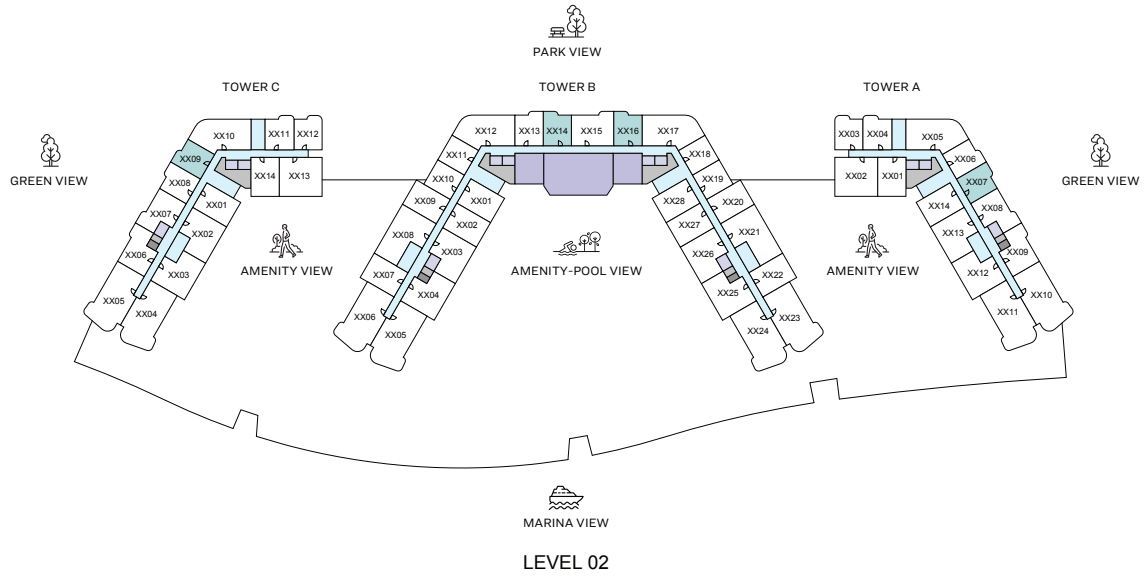 PARK VIEW
TOWER C
TOWER B
TOWER A
XX10
XX11
XX12
XX09
XX14
XX13
XX08
XX01
XX07
XX02
XX06
XX03
XX05
XX04
XX12
XX13
XX14
XX15
XX16
XX17
XX11
XX18
XX10
XX01
XX19
XX09
XX02
XX28
XX20
XX08
XX03
XX27
XX21
XX07
XX04
XX26
XX22
XX06
XX05
XX25
XX23
XX24
XX03
XX04
XX05
XX06
XX02
XX01
XX07
XX14
XX08
XX13
XX09
XX12
XX10
XX11
GREEN VIEW
GREEN VIEW
AMENITY VIEW
AMENITY-POOL VIEW
AMENITY VIEW
MARINA VIEW
LEVEL 02